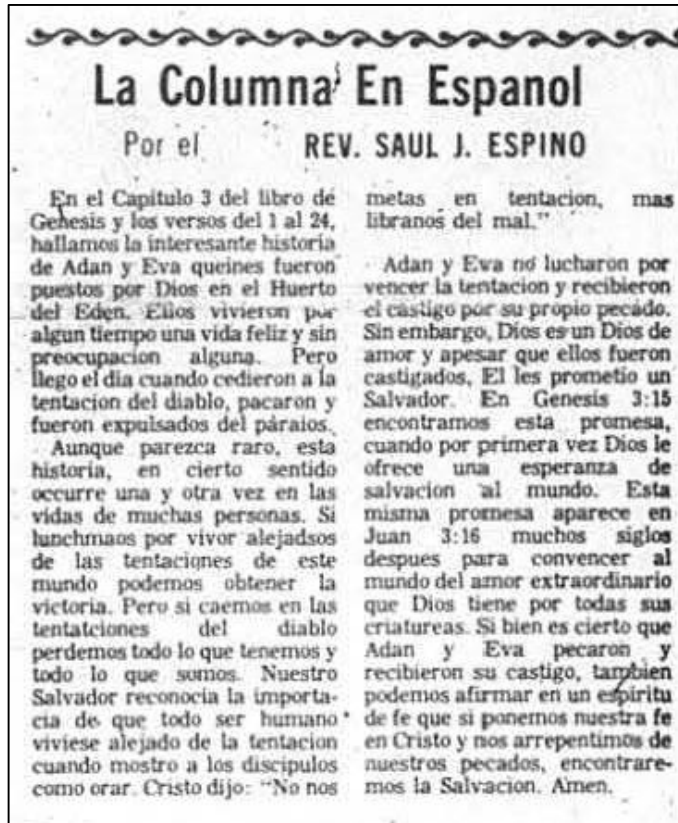 La Columna En Espanol
Por el REV. SAUL J. ESPINO
En el Capitulo 3 del libro de
Genesis y los versos del 1 al 24,
hallamos la interesante historia
de Adan y Eva queines fueron
puestos por Dios en el Huerto
del Eden. Ellos vivieron por
algun tiempo una vida feliz y sin
preocupacion alguna. Pero
llego el dia cuando cedieron a la
tentacion del diablo, pacaron y
fueron expulsados del páraios.
Aunque parezca raro, esta
historia, en cierto sentido
occurre una y otra vez en las
vidas de muchas personas. Si
lunchmaos por vivor alejadsos
de las tentaciones de este
mundo podemos obtener la
victoria. Pero si caemos en las
tentatciones del diablo
perdemos todo lo que tenemos y
todo lo que somos. Nuestro
Salvador reconocia la importa-
cia de que todo ser humano
viviese alejado de la tentacion
cuando mostro a los discipulos
como orar. Cristo dijo: "No nos
metas en tentacion, mas
libranos del mal."
Adan y Eva no lucharon por
vencer la tentacion y recibieron
el castigo por su propio pecado.
Sin embargo, Dios es un Dios de
amor y apesar que ellos fueron
castigados, El les prometio un
Salvador. En Genesis 3:15
encontramos esta promesa,
cuando por primera vez Dios le
ofrece una esperanza de
salvacion al mundo. Esta
misma promesa aparece en
Juan 3:16 muchos siglos
despues para convencer al
mundo del amor extraordinario
que Dios tiene por todas sus
criatureas. Si bien es cierto que
Adan y Eva pecaron y
recibieron su castigo, tambien
podemos afirmar en un espiritu
de fe que si ponemos nuestra fe
en Cristo y nos arrepentimos de
nuestros pecados, encontrare-
mos la Salvacion. Amen.